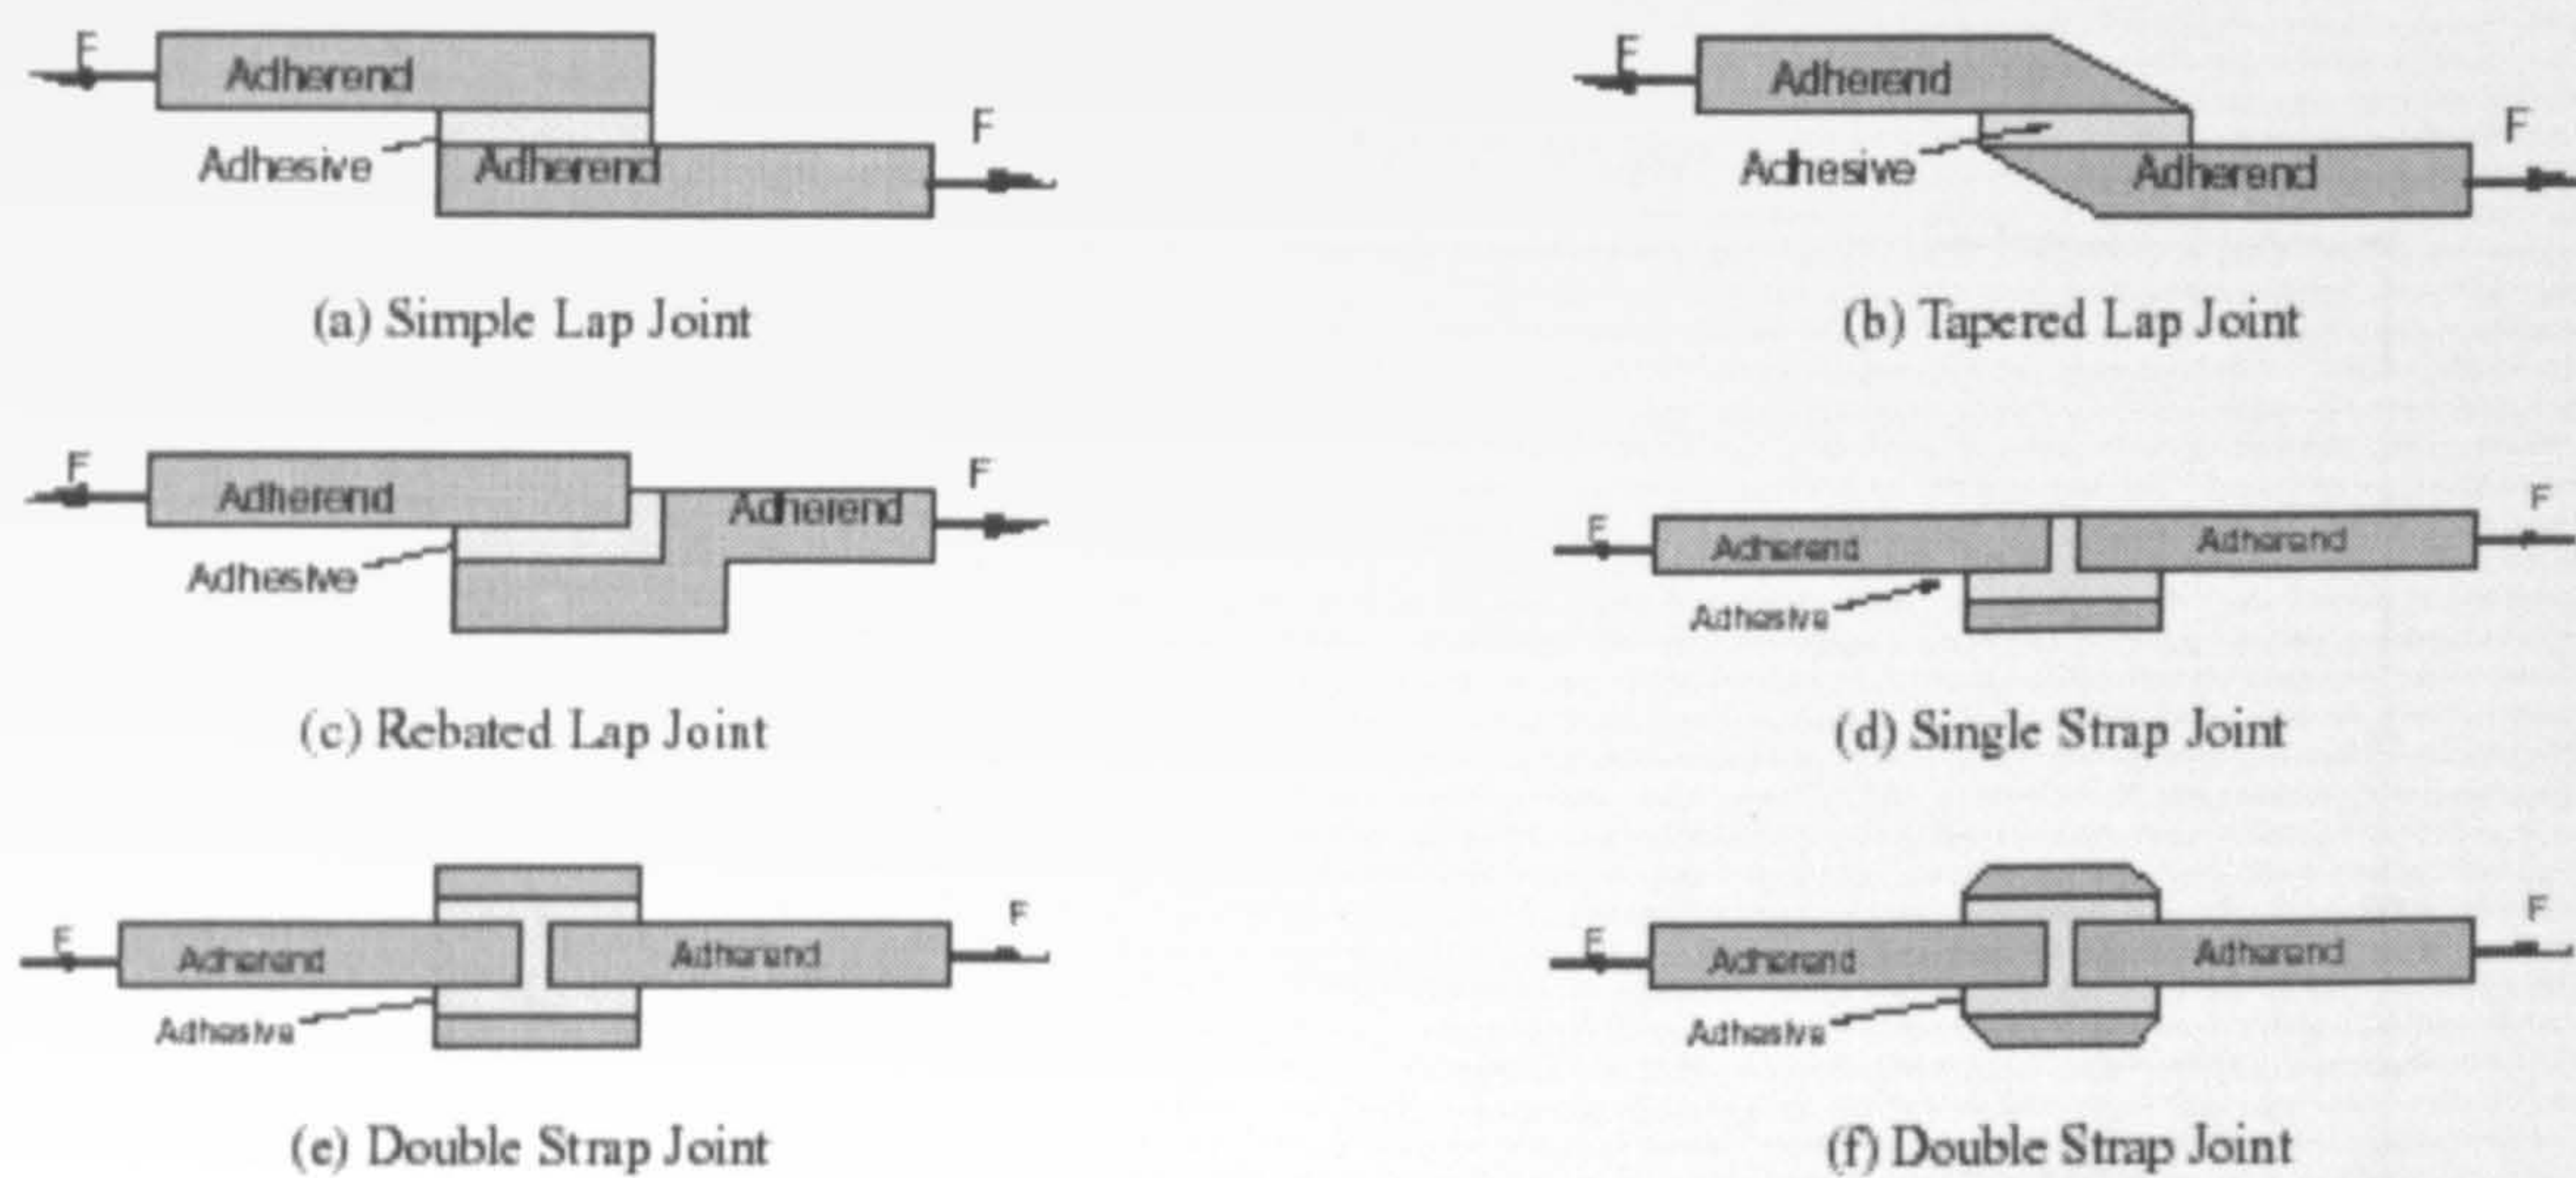 F
Adherend
Adhesive
Adherend
F
(a) Simple Lap Joint
F
Adherend
Adhesive
Adherend
F
(b) Tapered Lap Joint
F
Adherend
Adhesive
Adherend
F
(c) Rebated Lap Joint
F
Adherend
Adhesive
Adherend
F
(d) Single Strap Joint
F
Adherend
Adhesive
Adherend
F
(e) Double Strap Joint
F
Adherend
Adhesive
Adherend
F
(f) Double Strap Joint